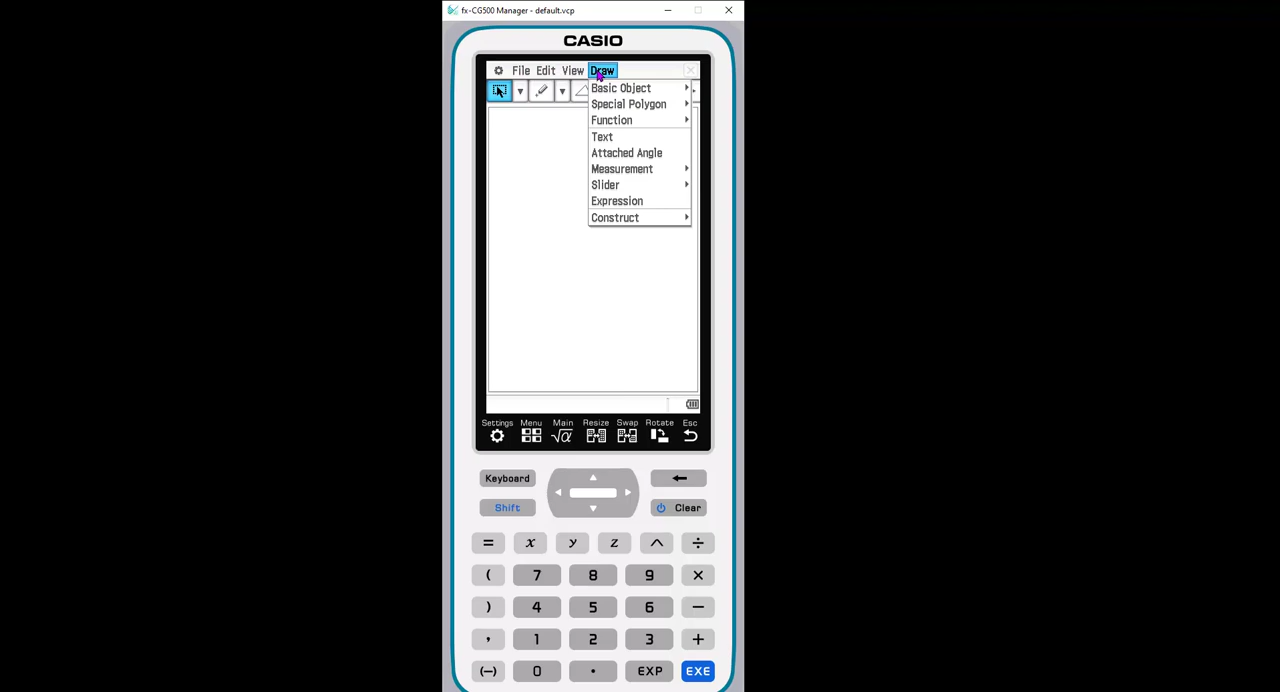 fx-CG500 Manager - default.vcp
CASIO
File Edit View Draw
Basic Object
Special Polygon
Function
Text
Attached Angle
Measurement
Slider
Expression
Construct
Settings Menu Main Resize Swap Rotate Esc
√α
Keyboard
Shift
Clear
= x y z ^ ÷
( 7 8 9 ×
) 4 5 6 −
, 1 2 3 +
(−) 0 . EXP EXE